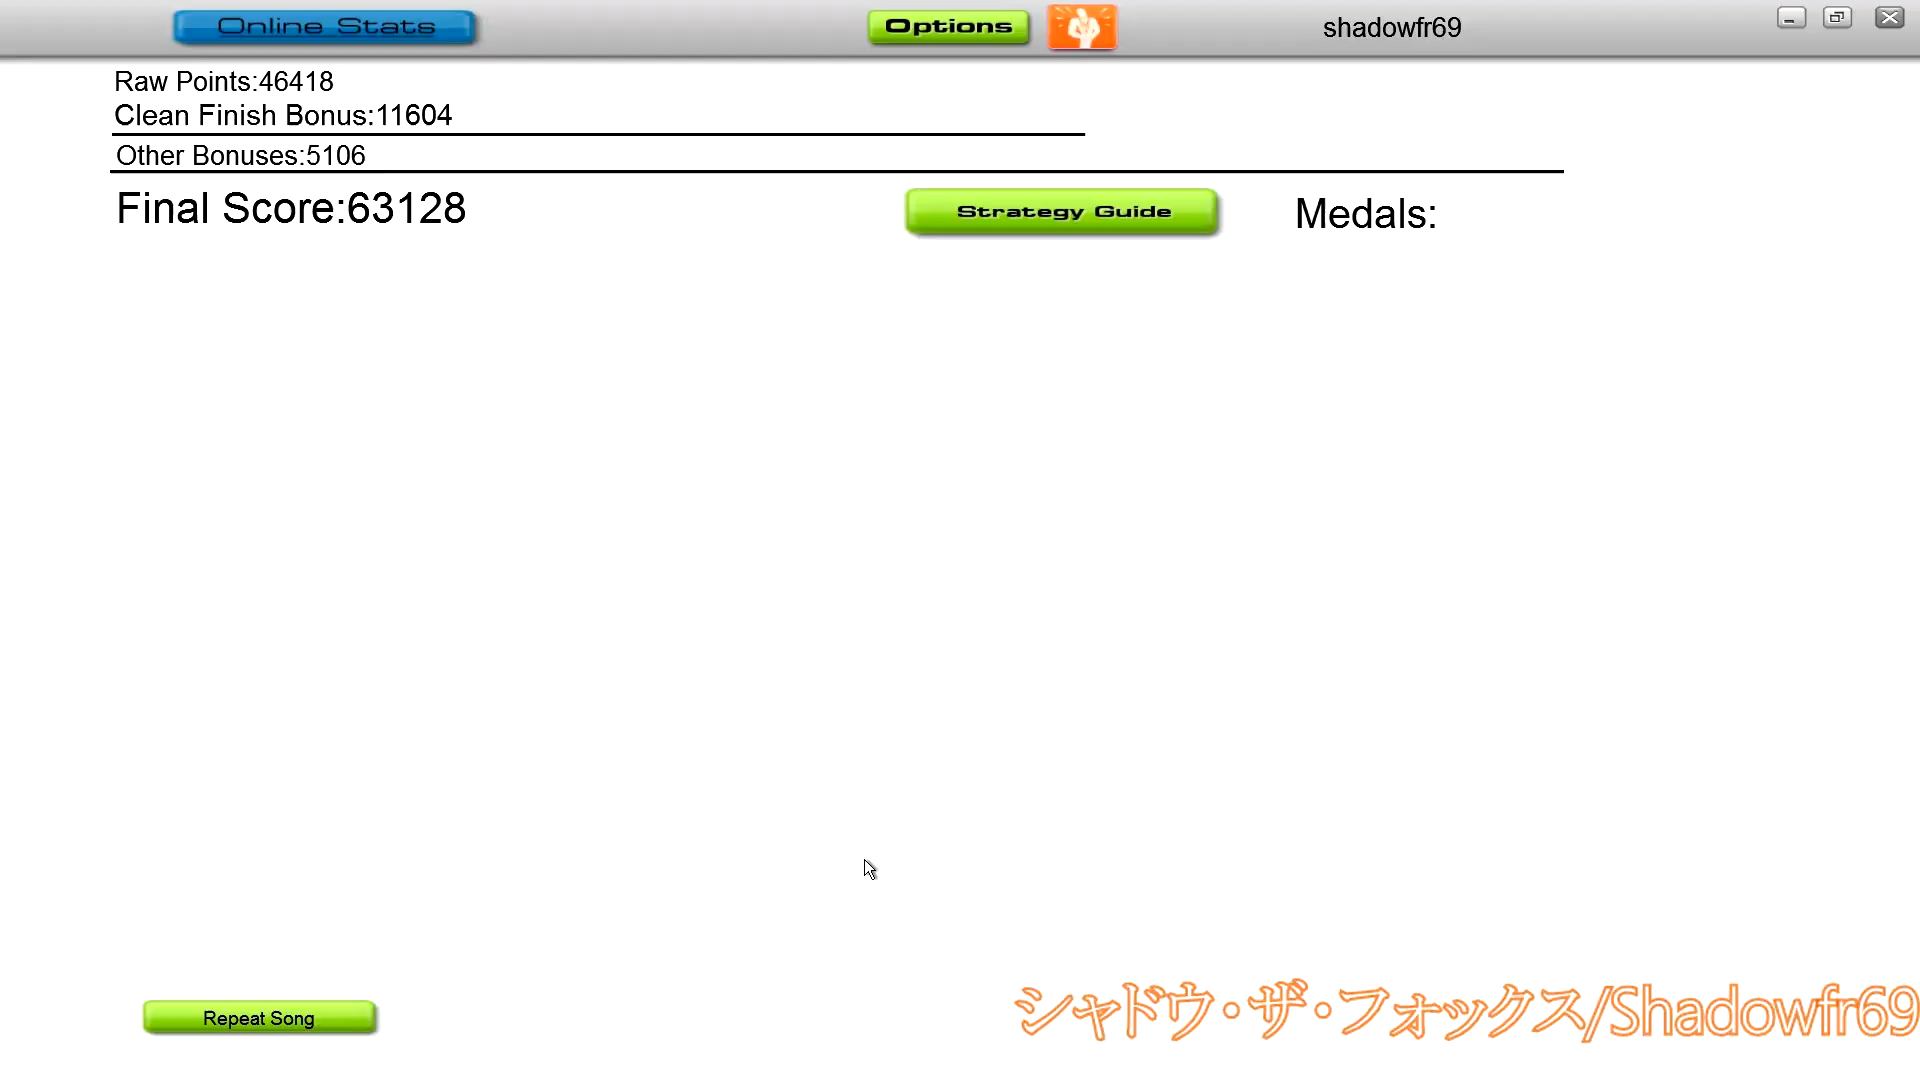 Online Stats
Options
shadowfr69
Raw Points:46418
Clean Finish Bonus:11604
Other Bonuses:5106
Final Score:63128
Strategy Guide
Medals:
Repeat Song
シャドウ・ザ・フォックス/Shadowfr69